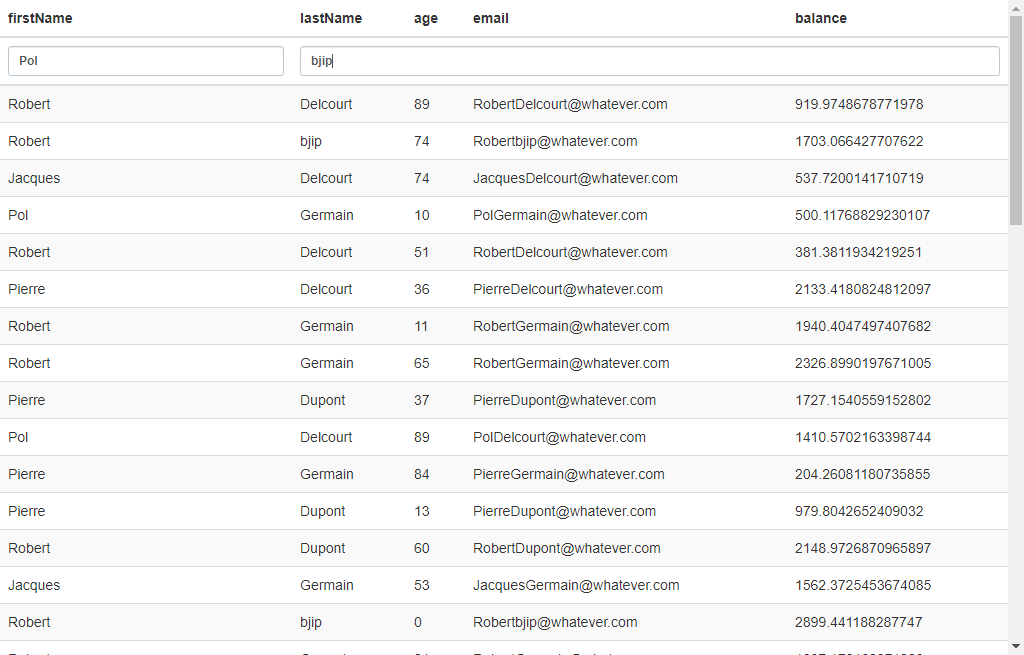 firstName lastName age email balance
Pol bjip
Robert Delcourt 89 RobertDelcourt@whatever.com 919.9748678771978
Robert bjip 74 Robertbjip@whatever.com 1703.066427707622
Jacques Delcourt 74 JacquesDelcourt@whatever.com 537.7200141710719
Pol Germain 10 PolGermain@whatever.com 500.11768829230107
Robert Delcourt 51 RobertDelcourt@whatever.com 381.3811934219251
Pierre Delcourt 36 PierreDelcourt@whatever.com 2133.4180824812097
Robert Germain 11 RobertGermain@whatever.com 1940.4047497407682
Robert Germain 65 RobertGermain@whatever.com 2326.8990197671005
Pierre Dupont 37 PierreDupont@whatever.com 1727.1540559152802
Pol Delcourt 89 PolDelcourt@whatever.com 1410.5702163398744
Pierre Germain 84 PierreGermain@whatever.com 204.26081180735855
Pierre Dupont 13 PierreDupont@whatever.com 979.8042652409032
Robert Dupont 60 RobertDupont@whatever.com 2148.9726870965897
Jacques Germain 53 JacquesGermain@whatever.com 1562.3725453674085
Robert bjip 0 Robertbjip@whatever.com 2899.441188287747